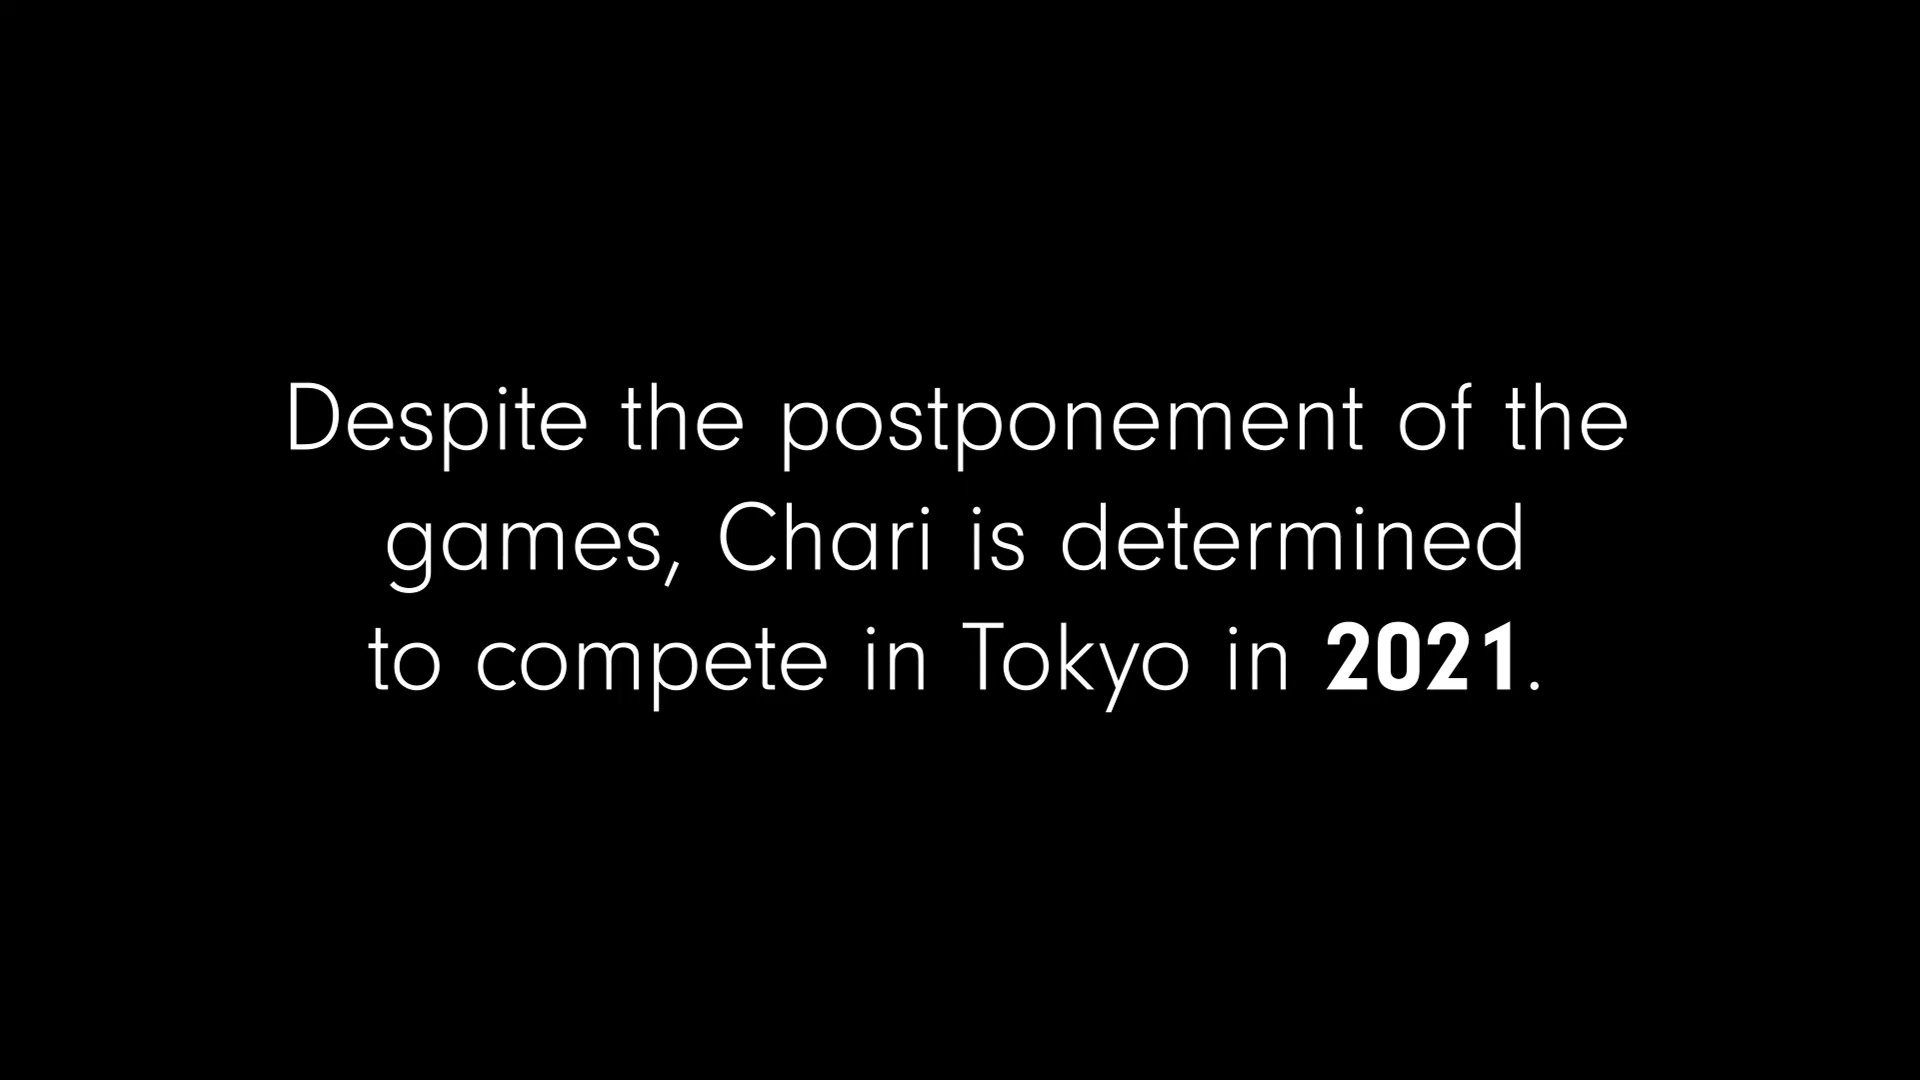 Despite the postponement of the
games, Chari is determined
to compete in Tokyo in 2021.